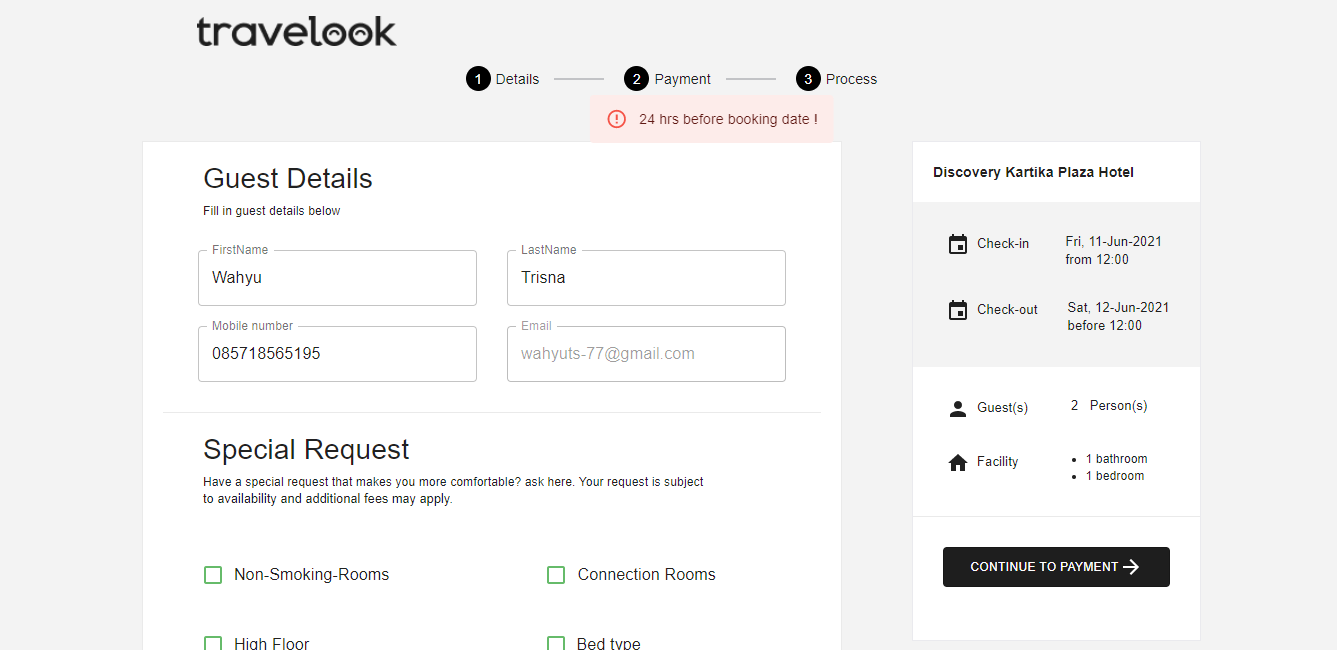 travelook
1 Details 2 Payment 3 Process
24 hrs before booking date !
Guest Details
Fill in guest details below
FirstName
Wahyu
LastName
Trisna
Mobile number
085718565195
Email
wahyuts-77@gmail.com
Special Request
Have a special request that makes you more comfortable? ask here. Your request is subject
to availability and additional fees may apply.
Non-Smoking-Rooms
Connection Rooms
High Floor
Bed type
Discovery Kartika Plaza Hotel
Check-in Fri, 11-Jun-2021
from 12:00
Check-out Sat, 12-Jun-2021
before 12:00
Guest(s) 2 Person(s)
Facility
• 1 bathroom
• 1 bedroom
CONTINUE TO PAYMENT →